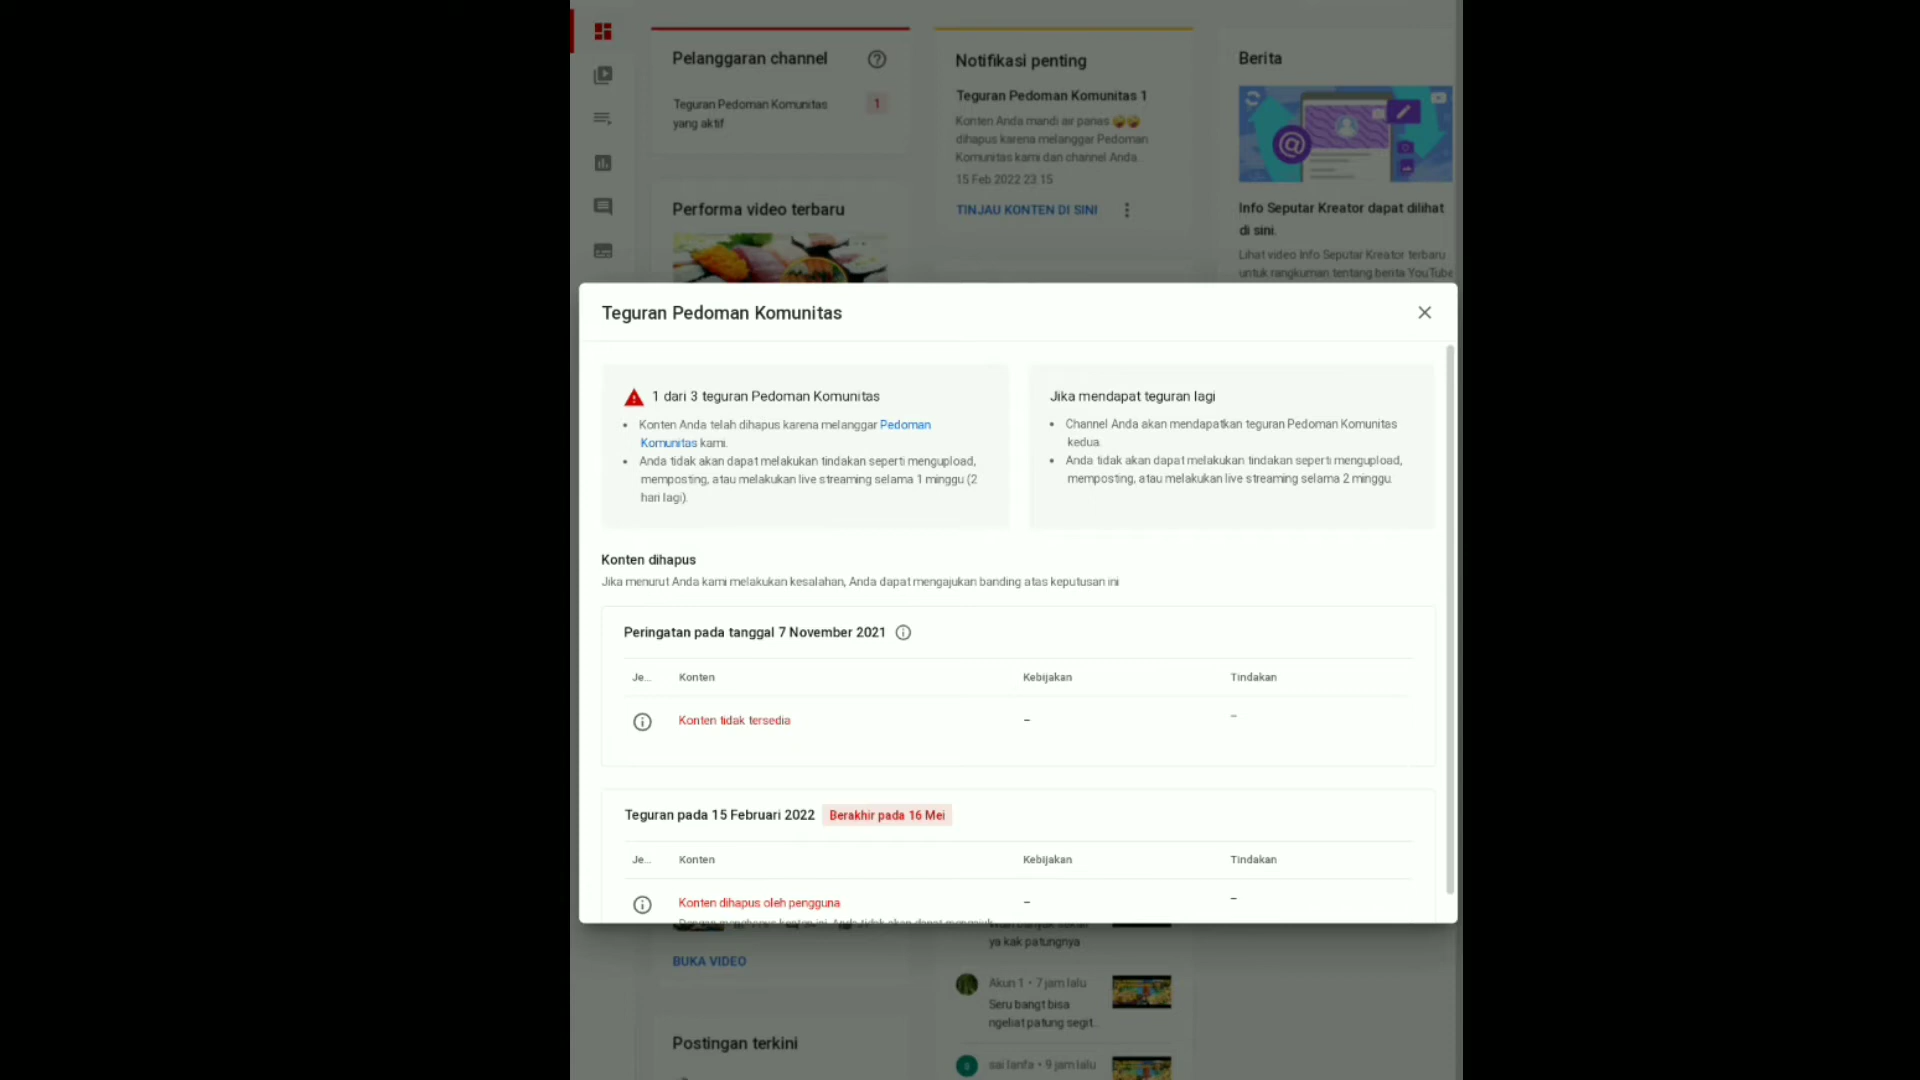 Pelanggaran channel
Teguran Pedoman Komunitas
yang aktif
1
Performa video terbaru
Notifikasi penting
Teguran Pedoman Komunitas 1
Konten Anda mandi air panas 🤪🤪
dihapus karena melanggar Pedoman
Komunitas kami dan channel Anda.
15 Feb 2022 23.15
TINJAU KONTEN DI SINI
Berita
Info Seputar Kreator dapat dilihat
di sini.
Lihat video Info Seputar Kreator terbaru
untuk rangkuman tentang berita YouTube
Teguran Pedoman Komunitas
1 dari 3 teguran Pedoman Komunitas
• Konten Anda telah dihapus karena melanggar Pedoman
Komunitas kami.
• Anda tidak akan dapat melakukan tindakan seperti mengupload,
memposting, atau melakukan live streaming selama 1 minggu (2
hari lagi).
Jika mendapat teguran lagi
• Channel Anda akan mendapatkan teguran Pedoman Komunitas
kedua.
• Anda tidak akan dapat melakukan tindakan seperti mengupload,
memposting, atau melakukan live streaming selama 2 minggu.
Konten dihapus
Jika menurut Anda kami melakukan kesalahan, Anda dapat mengajukan banding atas keputusan ini
Peringatan pada tanggal 7 November 2021
Je... Konten Kebijakan Tindakan
Konten tidak tersedia – –
Teguran pada 15 Februari 2022 Berakhir pada 16 Mei
Je... Konten Kebijakan Tindakan
Konten dihapus oleh pengguna – –
Dengan menghapus konten ini, Anda tidak akan dapat mengajuk
BUKA VIDEO
Postingan terkini
ya kak patungnya
Akun 1 • 7 jam lalu
Seru bangt bisa
ngeliat patung segit...
sai lanfa • 9 jam lalu